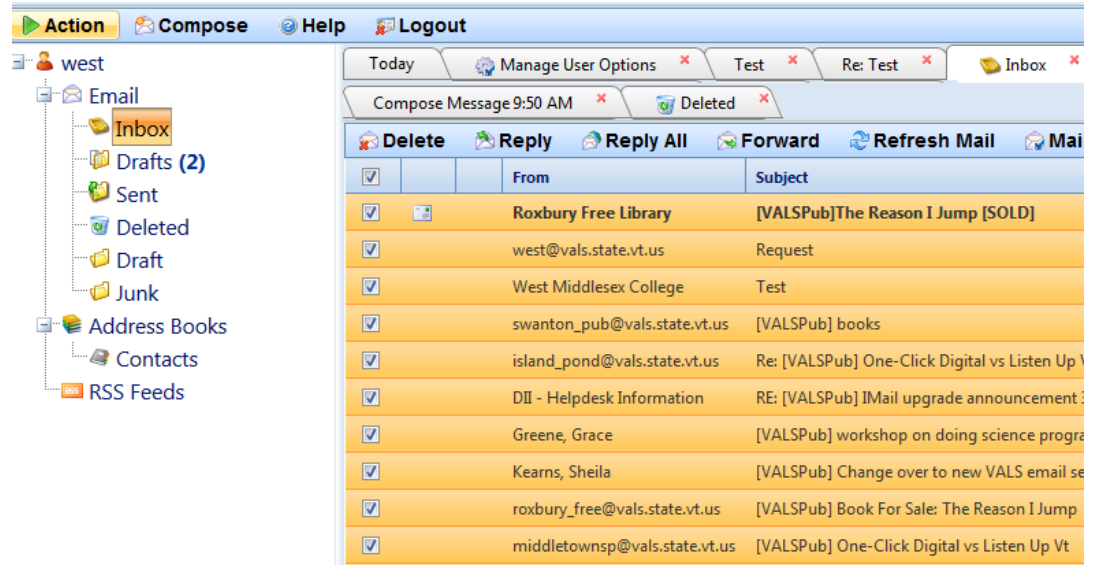 Action Compose Help Logout
west
Email
Inbox
Drafts (2)
Sent
Deleted
Draft
Junk
Address Books
Contacts
RSS RSS Feeds
Today Manage User Options Test Re: Test Inbox
Compose Message 9:50 AM Deleted
Delete Reply Reply All Forward Refresh Mail
From Subject
Roxbury Free Library [VALSPub]The Reason I Jump [SOLD]
west@vals.state.vt.us Request
West Middlesex College Test
swanton_pub@vals.state.vt.us [VALSPub] books
island_pond@vals.state.vt.us Re: [VALSPub] One-Click Digital vs Listen Up
DII - Helpdesk Information RE: [VALSPub] IMail upgrade announcement
Greene, Grace [VALSPub] workshop on doing science
Kearns, Sheila [VALSPub] Change over to new VALS email
roxbury_free@vals.state.vt.us [VALSPub] Book For Sale: The Reason I Jump
middletownsp@vals.state.vt.us [VALSPub] One-Click Digital vs Listen Up Vt